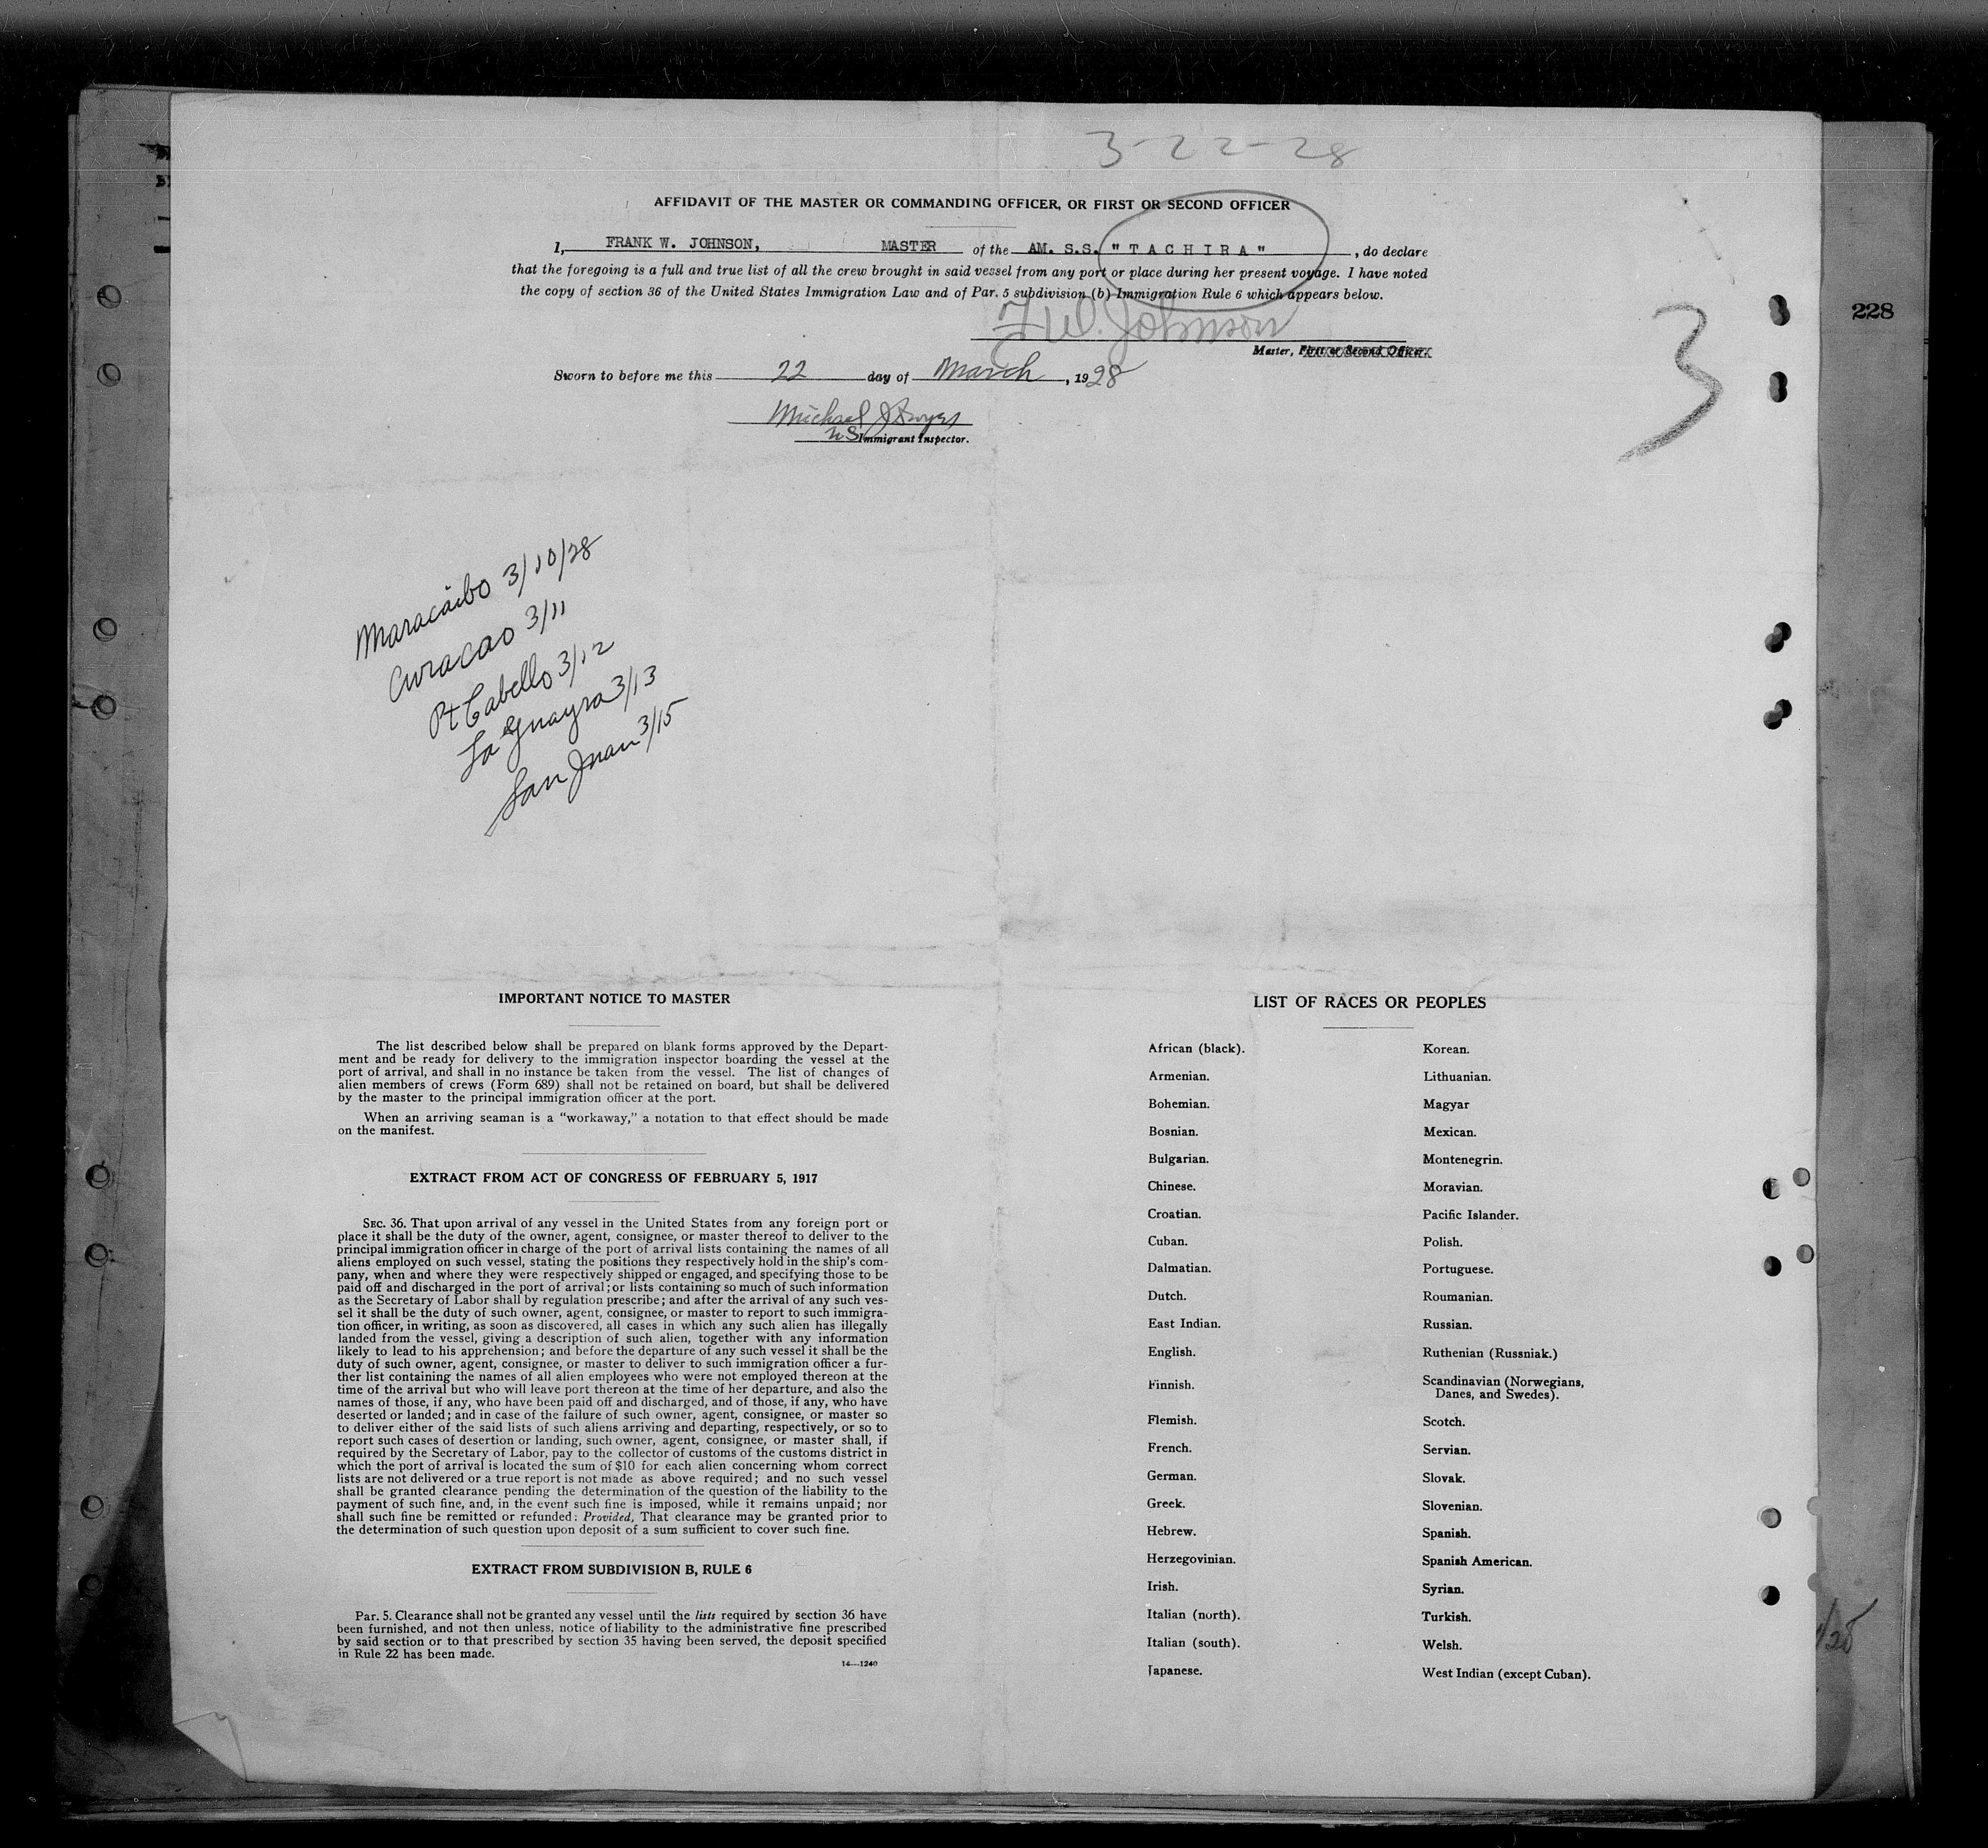 3-22-28
AFFIDAVIT OF THE MASTER OR COMMANDING OFFICER, OR FIRST OR SECOND OFFICER
I, FRANK W. JOHNSON, MASTER of the AM. S.S. "TACHIRA", do declare
that the foregoing is a full and true list of all the crew brought in said vessel from any port or place during her present voyage. I have noted
the copy of section 36 of the United States Immigration Law and of Par. 5 subdivision (b) Immigration Rule 6 which appears below.
F.W. Johnson
Master, First or Second Officer.
3
228
Sworn to before me this 22 day of March, 1928
Michael J
US Immigrant Inspector.
Maracaibo 3/10/28
Curacao 3/11
Pt Cabello 3/12
La Guayra 3/13
San Juan 3/15
IMPORTANT NOTICE TO MASTER
The list described below shall be prepared on blank forms approved by the Depart-
ment and be ready for delivery to the immigration inspector boarding the vessel at the
port of arrival, and shall in no instance be taken from the vessel. The list of changes of
alien members of crews (Form 689) shall not be retained on board, but shall be delivered
by the master to the principal immigration officer at the port.
When an arriving seaman is a "workaway," a notation to that effect should be made
on the manifest.
EXTRACT FROM ACT OF CONGRESS OF FEBRUARY 5, 1917
SEC. 36. That upon arrival of any vessel in the United States from any foreign port or
place it shall be the duty of the owner, agent, consignee, or master thereof to deliver to the
principal immigration officer in charge of the port of arrival lists containing the names of all
aliens employed on such vessel, stating the positions they respectively hold in the ship's com-
pany, when and where they were respectively shipped or engaged, and specifying those to be
paid off and discharged in the port of arrival; or lists containing so much of such information
as the Secretary of Labor shall by regulation prescribe; and after the arrival of any such ves-
sel it shall be the duty of such owner, agent, consignee, or master to report to such immigra-
tion officer, in writing, as soon as discovered, all cases in which any such alien has illegally
landed from the vessel, giving a description of such alien, together with any information
likely to lead to his apprehension; and before the departure of any such vessel it shall be the
duty of such owner, agent, consignee, or master to deliver to such immigration officer a fur-
ther list containing the names of all alien employees who were not employed thereon at the
time of the arrival but who will leave port thereon at the time of her departure, and also the
names of those, if any, who have been paid off and discharged, and of those, if any, who have
deserted or landed; and in case of the failure of such owner, agent, consignee, or master so
to deliver either of the said lists of such aliens arriving and departing, respectively, or so to
report such cases of desertion or landing, such owner, agent, consignee, or master shall, if
required by the Secretary of Labor, pay to the collector of customs of the customs district in
which the port of arrival is located the sum of $10 for each alien concerning whom correct
lists are not delivered or a true report is not made as above required; and no such vessel
shall be granted clearance pending the determination of the question of the liability to the
payment of such fine, and, in the event such fine is imposed, while it remains unpaid; nor
shall such fine be remitted or refunded: Provided, That clearance may be granted prior to
the determination of such question upon deposit of a sum sufficient to cover such fine.
EXTRACT FROM SUBDIVISION B, RULE 6
Par. 5. Clearance shall not be granted any vessel until the lists required by section 36 have
been furnished, and not then unless, notice of liability to the administrative fine prescribed
by said section or to that prescribed by section 35 having been served, the deposit specified
in Rule 22 has been made.
14—1240
LIST OF RACES OR PEOPLES
African (black).
Armenian.
Bohemian.
Bosnian.
Bulgarian.
Chinese.
Croatian.
Cuban.
Dalmatian.
Dutch.
East Indian.
English.
Finnish.
Flemish.
French.
German.
Greek.
Hebrew.
Herzegovinian.
Irish.
Italian (north).
Italian (south).
Japanese.
Korean.
Lithuanian.
Magyar
Mexican.
Montenegrin.
Moravian.
Pacific Islander.
Polish.
Portuguese.
Roumanian.
Russian.
Ruthenian (Russniak.)
Scandinavian (Norwegians,
Danes, and Swedes).
Scotch.
Servian.
Slovak.
Slovenian.
Spanish.
Spanish American.
Syrian.
Turkish.
Welsh.
West Indian (except Cuban).